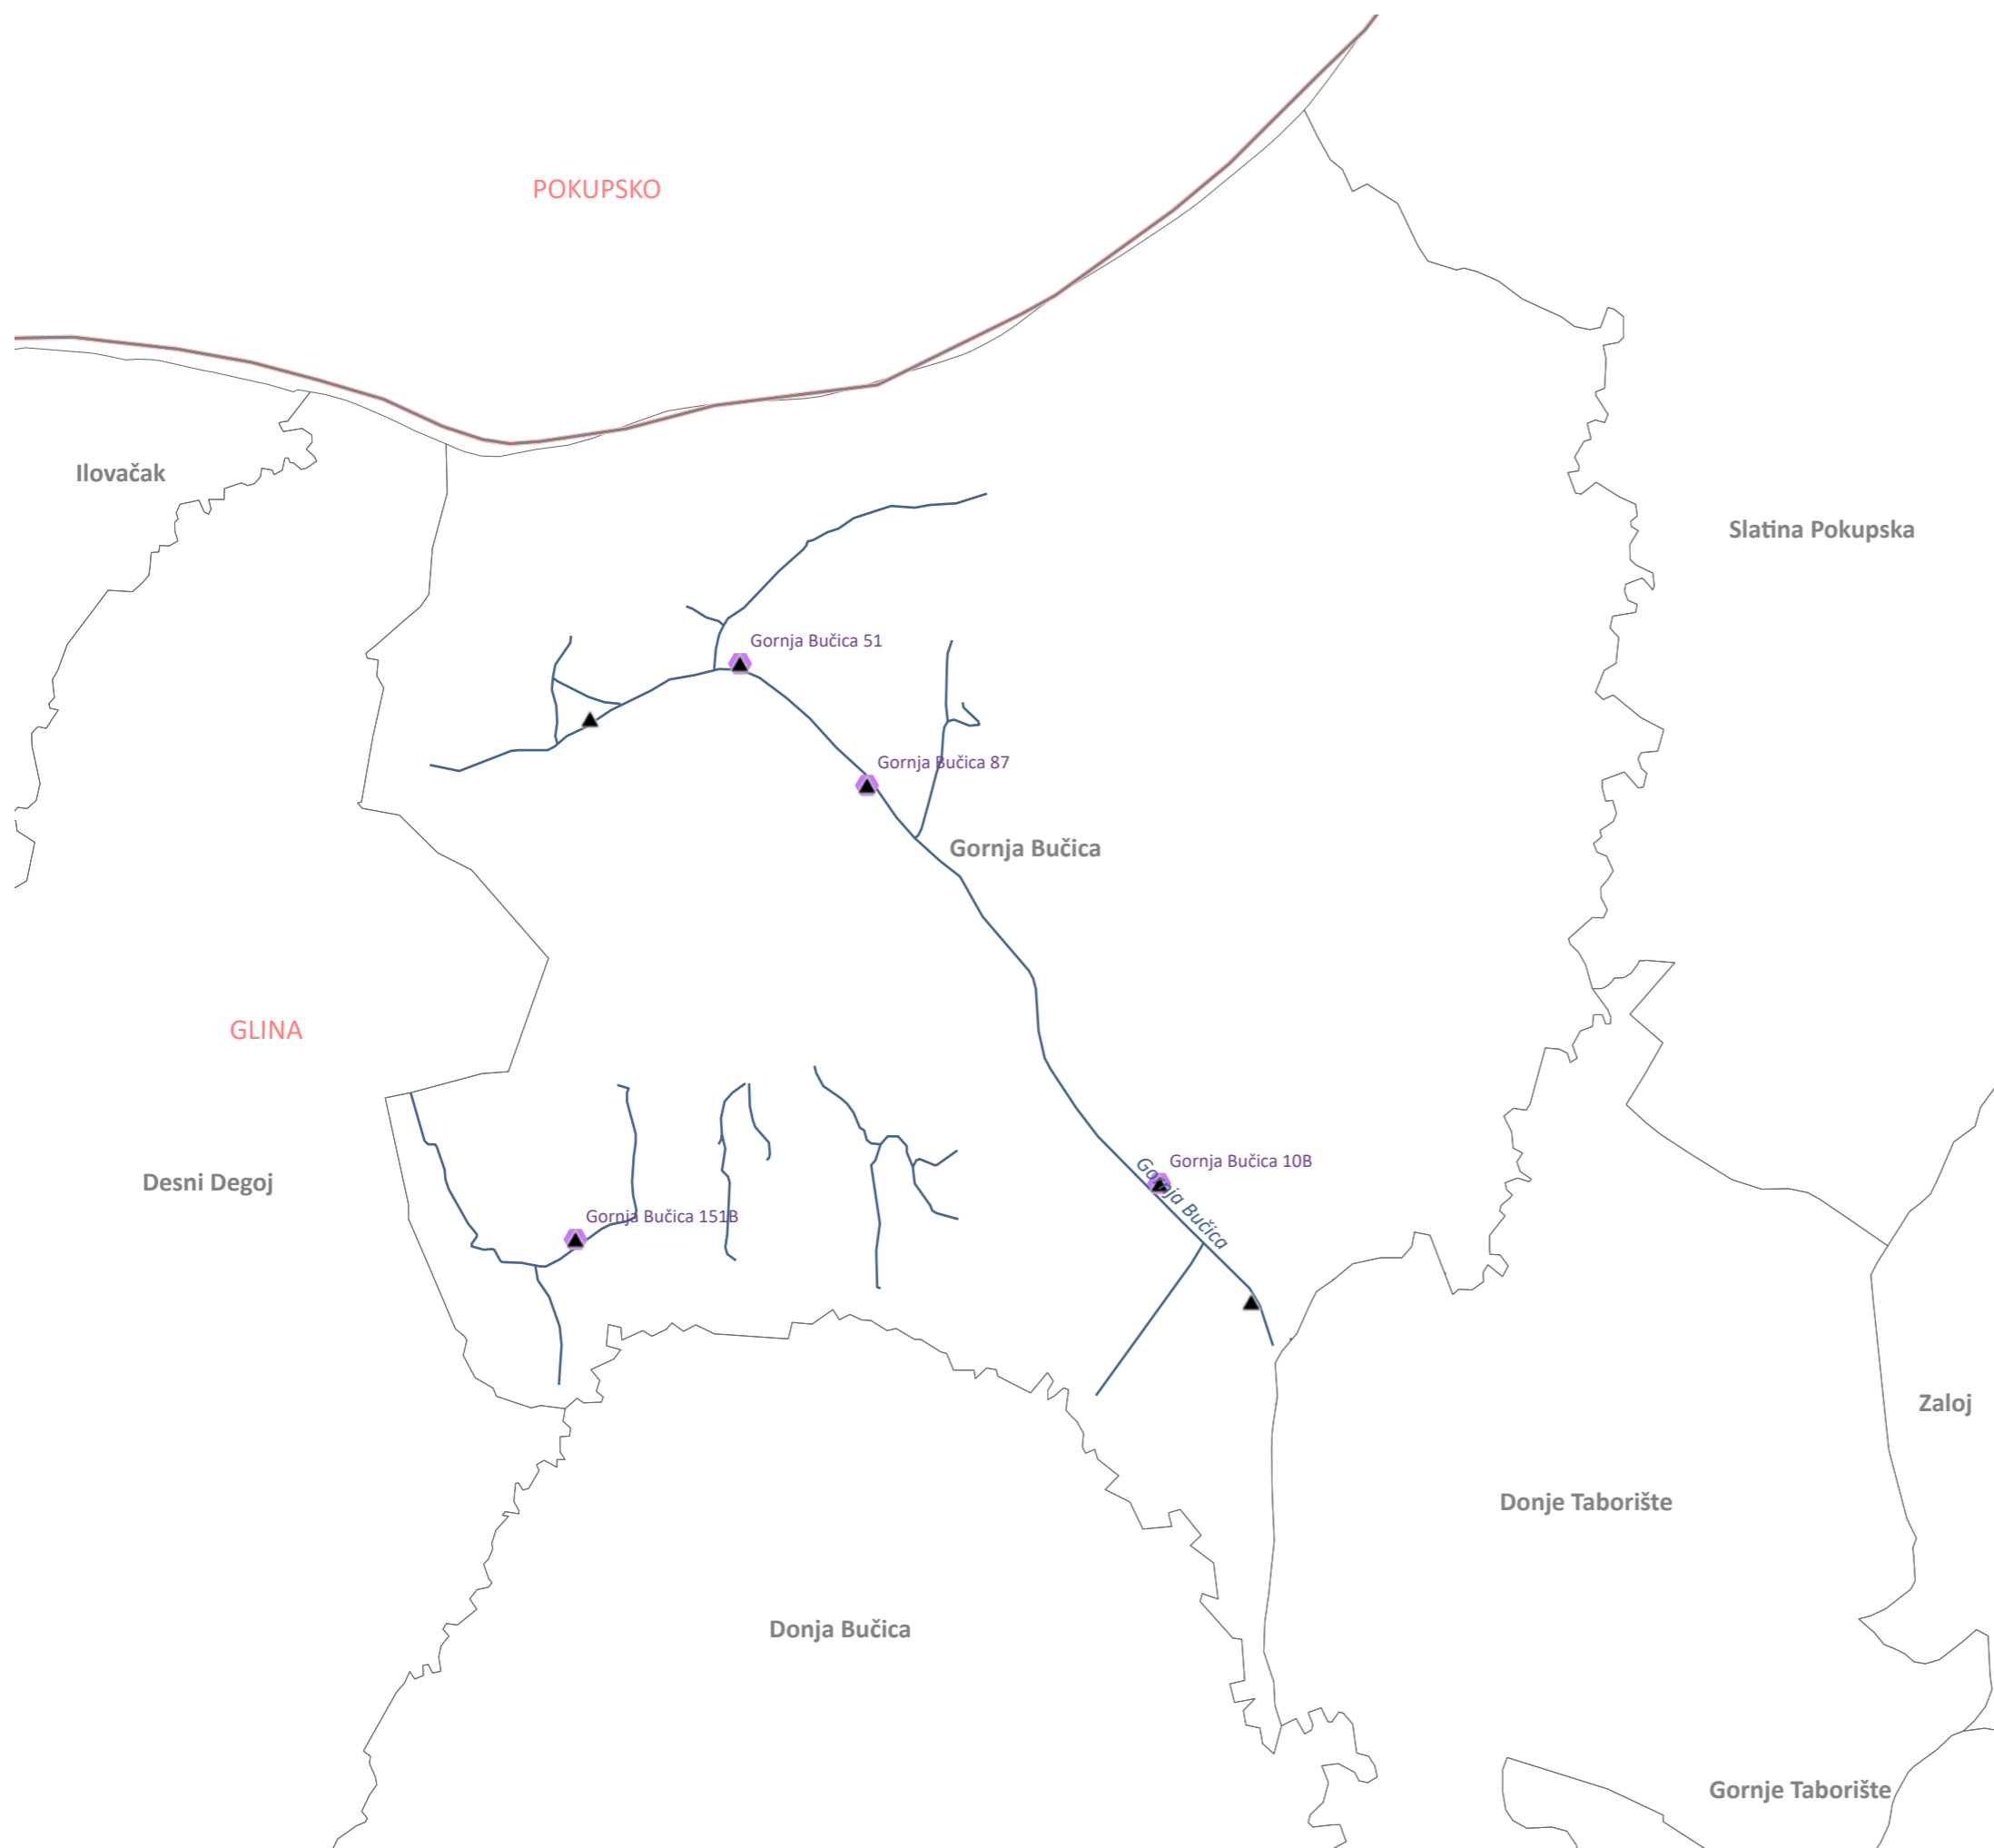 POKUPSKO
Ilovačak
Slatina Pokupska
Gornja Bučica 51
Gornja Bučica 87
Gornja Bučica
GLINA
Gornja Bučica 10B
Desni Degoj
Gornja Bučica
Gornja Bučica 151B
Zaloj
Donje Taborište
Donja Bučica
Gornje Taborište